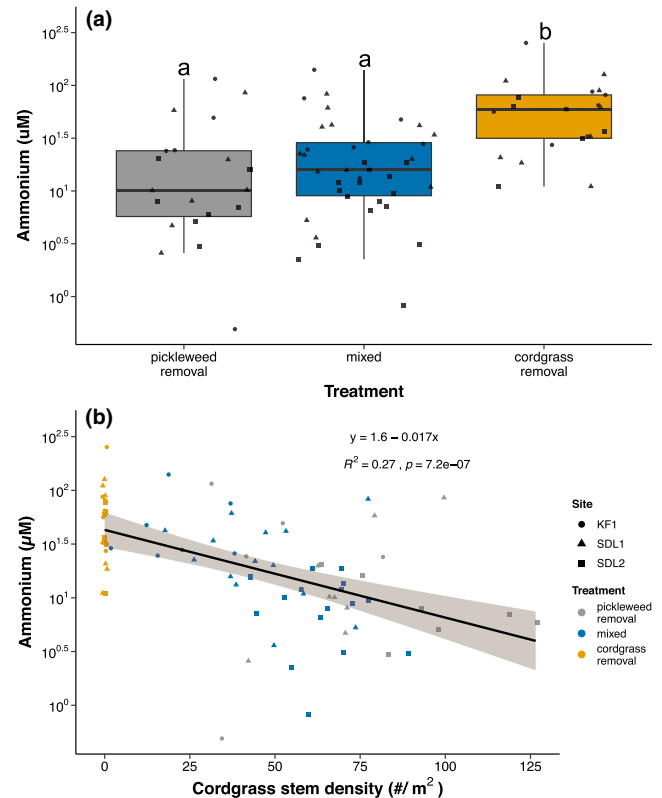 (a)
Ammonium (uM)
10^2.5
10^2
10^1.5
10^1
10^0.5
10^0
a
a
b
pickleweed
removal
mixed
cordgrass
removal
Treatment
(b)
Ammonium (µM)
10^2.5
10^2
10^1.5
10^1
10^0.5
10^0
y = 1.6 − 0.017x
R² = 0.27 , p = 7.2e−07
0 25 50 75 100 125
Cordgrass stem density (#/ m²)
Site
KF1
SDL1
SDL2
Treatment
pickleweed
removal
mixed
cordgrass
removal